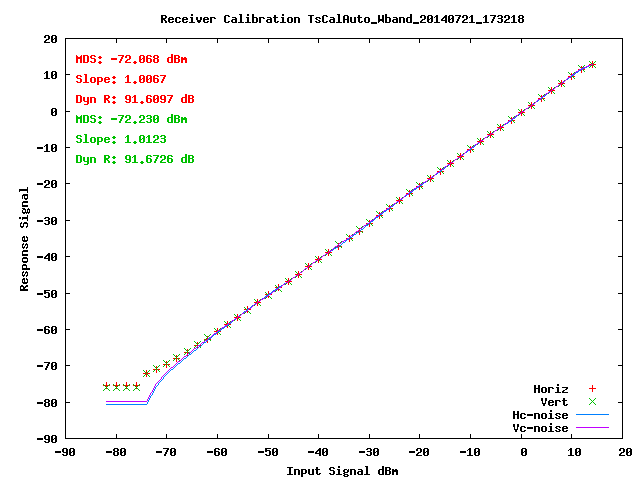 Receiver Calibration TsCalAuto_Wband_20140721_173218
20
10
0
-10
-20
-30
-40
-50
-60
-70
-80
-90
Response Signal
MDS: -72.068 dBm
Slope: 1.0067
Dyn R: 91.6097 dB
MDS: -72.230 dBm
Slope: 1.0123
Dyn R: 91.6726 dB
Horiz
Vert
Hc-noise
Vc-noise
-90 -80 -70 -60 -50 -40 -30 -20 -10 0 10 20
Input Signal dBm